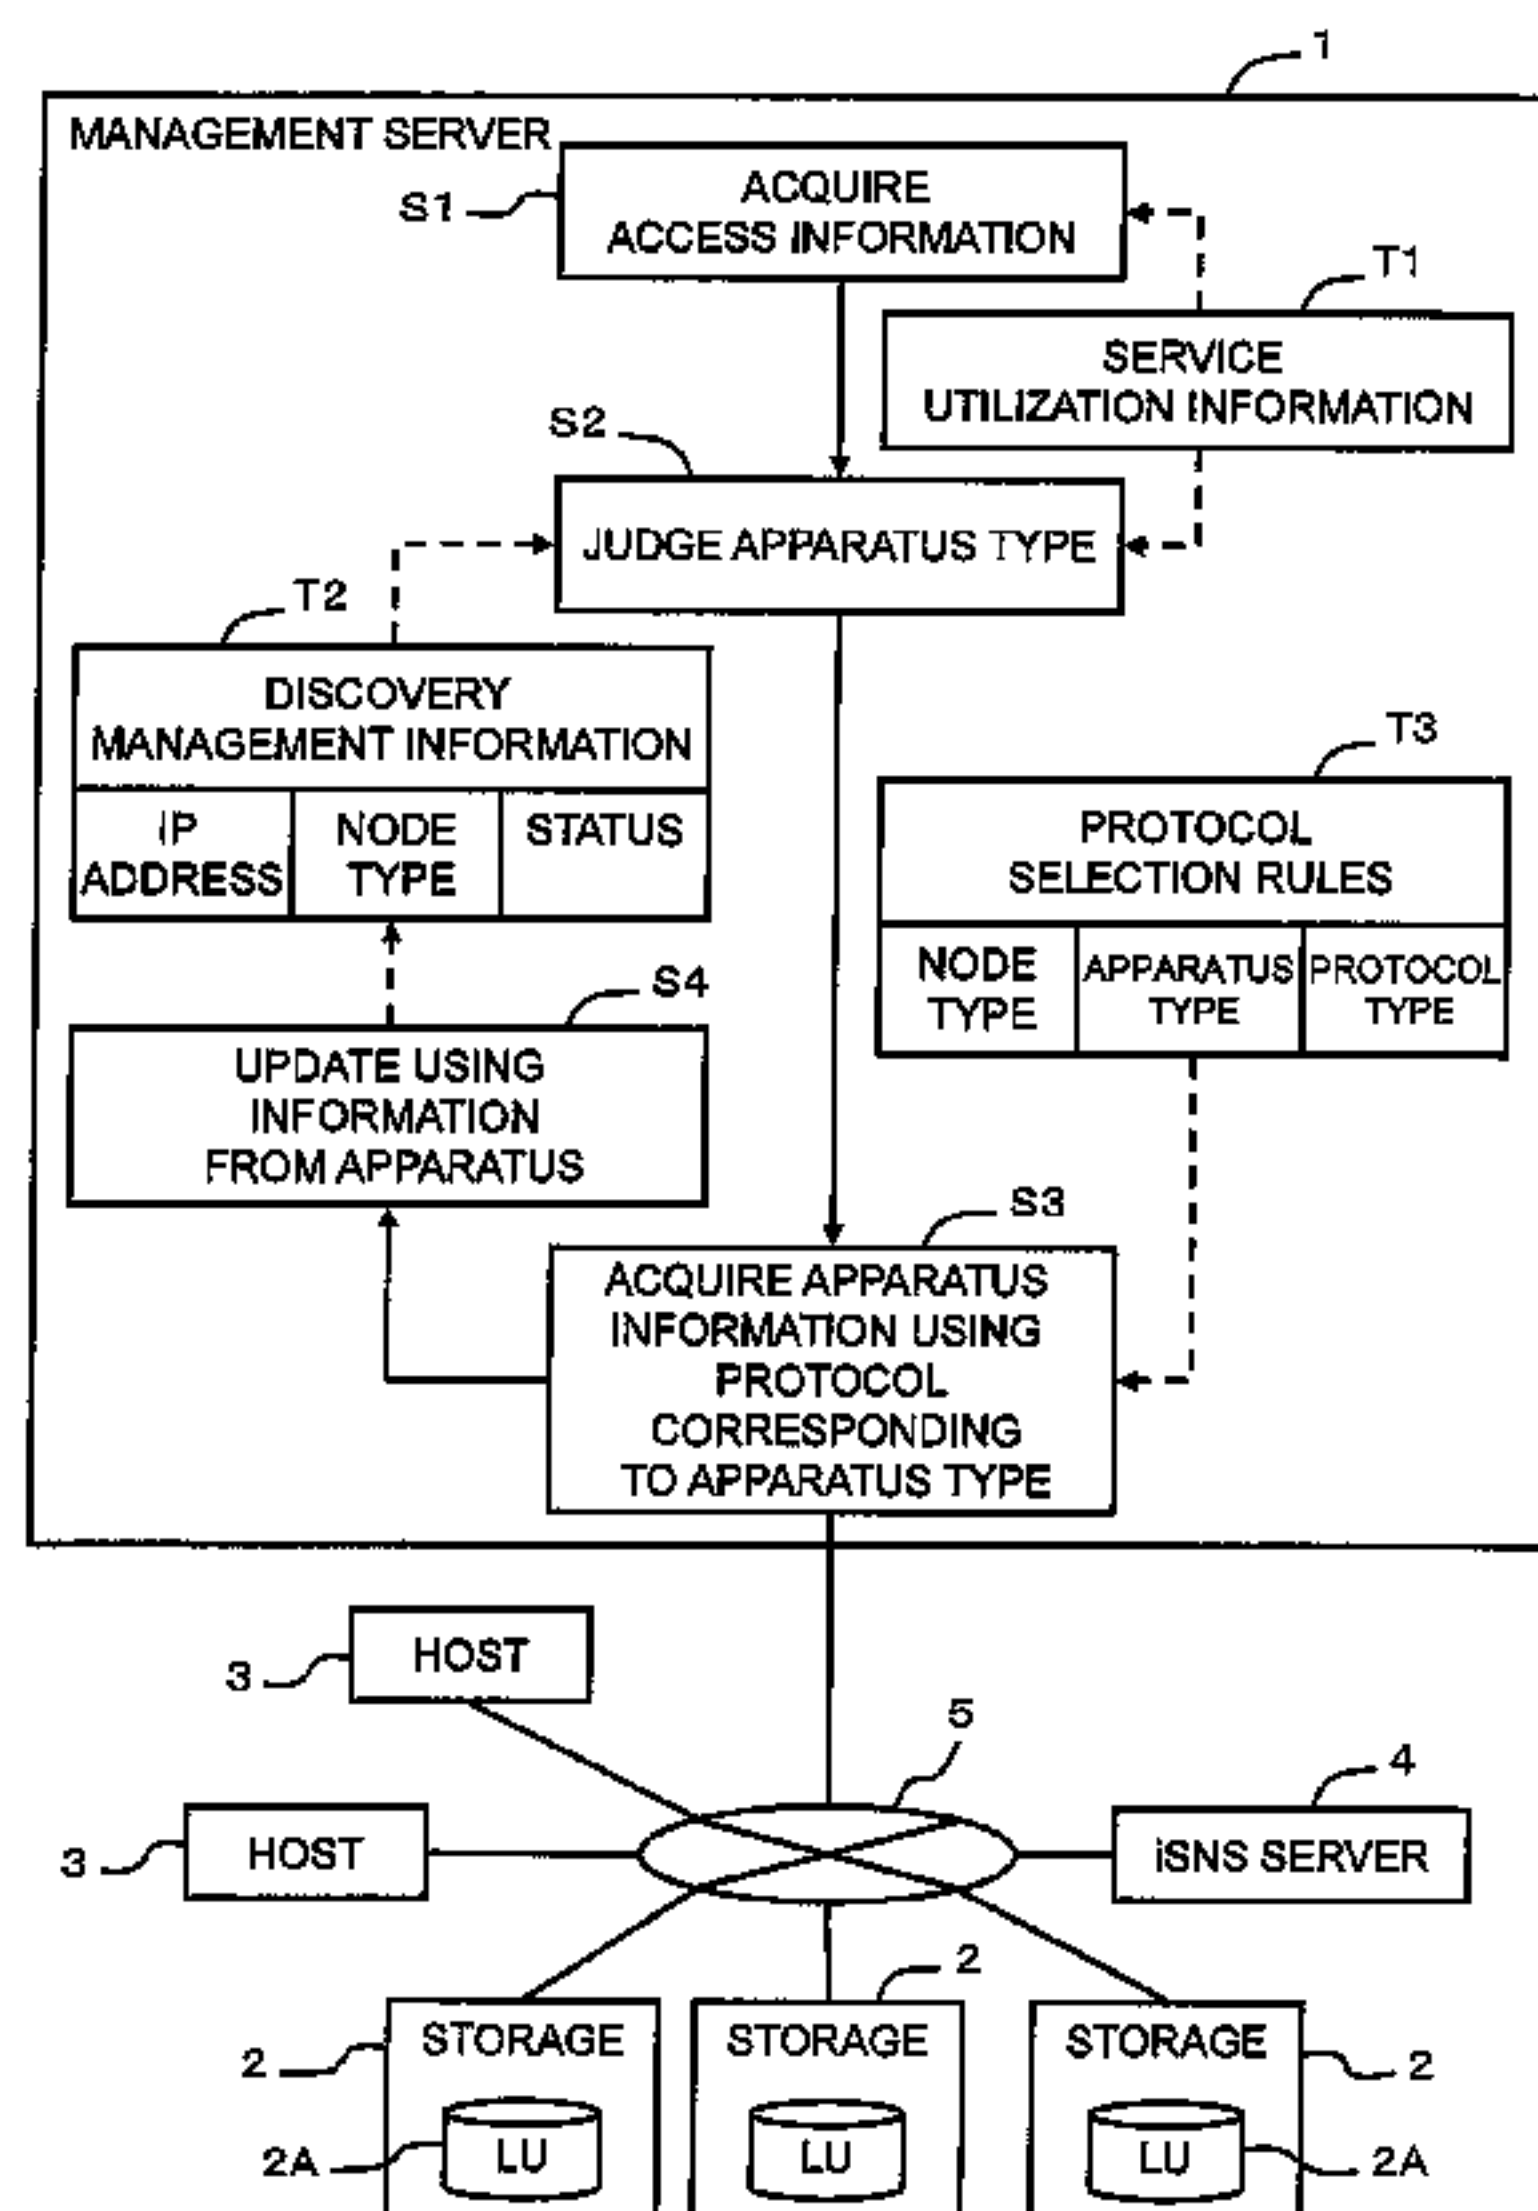 1
MANAGEMENT SERVER
S1
ACQUIRE
ACCESS INFORMATION
T1
SERVICE
UTILIZATION INFORMATION
S2
JUDGE APPARATUS TYPE
T2
DISCOVERY
MANAGEMENT INFORMATION
IP
ADDRESS
NODE
TYPE
STATUS
T3
PROTOCOL
SELECTION RULES
NODE
TYPE
APPARATUS
TYPE
PROTOCOL
TYPE
S4
UPDATE USING
INFORMATION
FROM APPARATUS
S3
ACQUIRE APPARATUS
INFORMATION USING
PROTOCOL
CORRESPONDING
TO APPARATUS TYPE
3
HOST
5
4
3
HOST
iSNS SERVER
2
2
STORAGE
STORAGE
STORAGE
2
2A
LU
LU
LU
2A